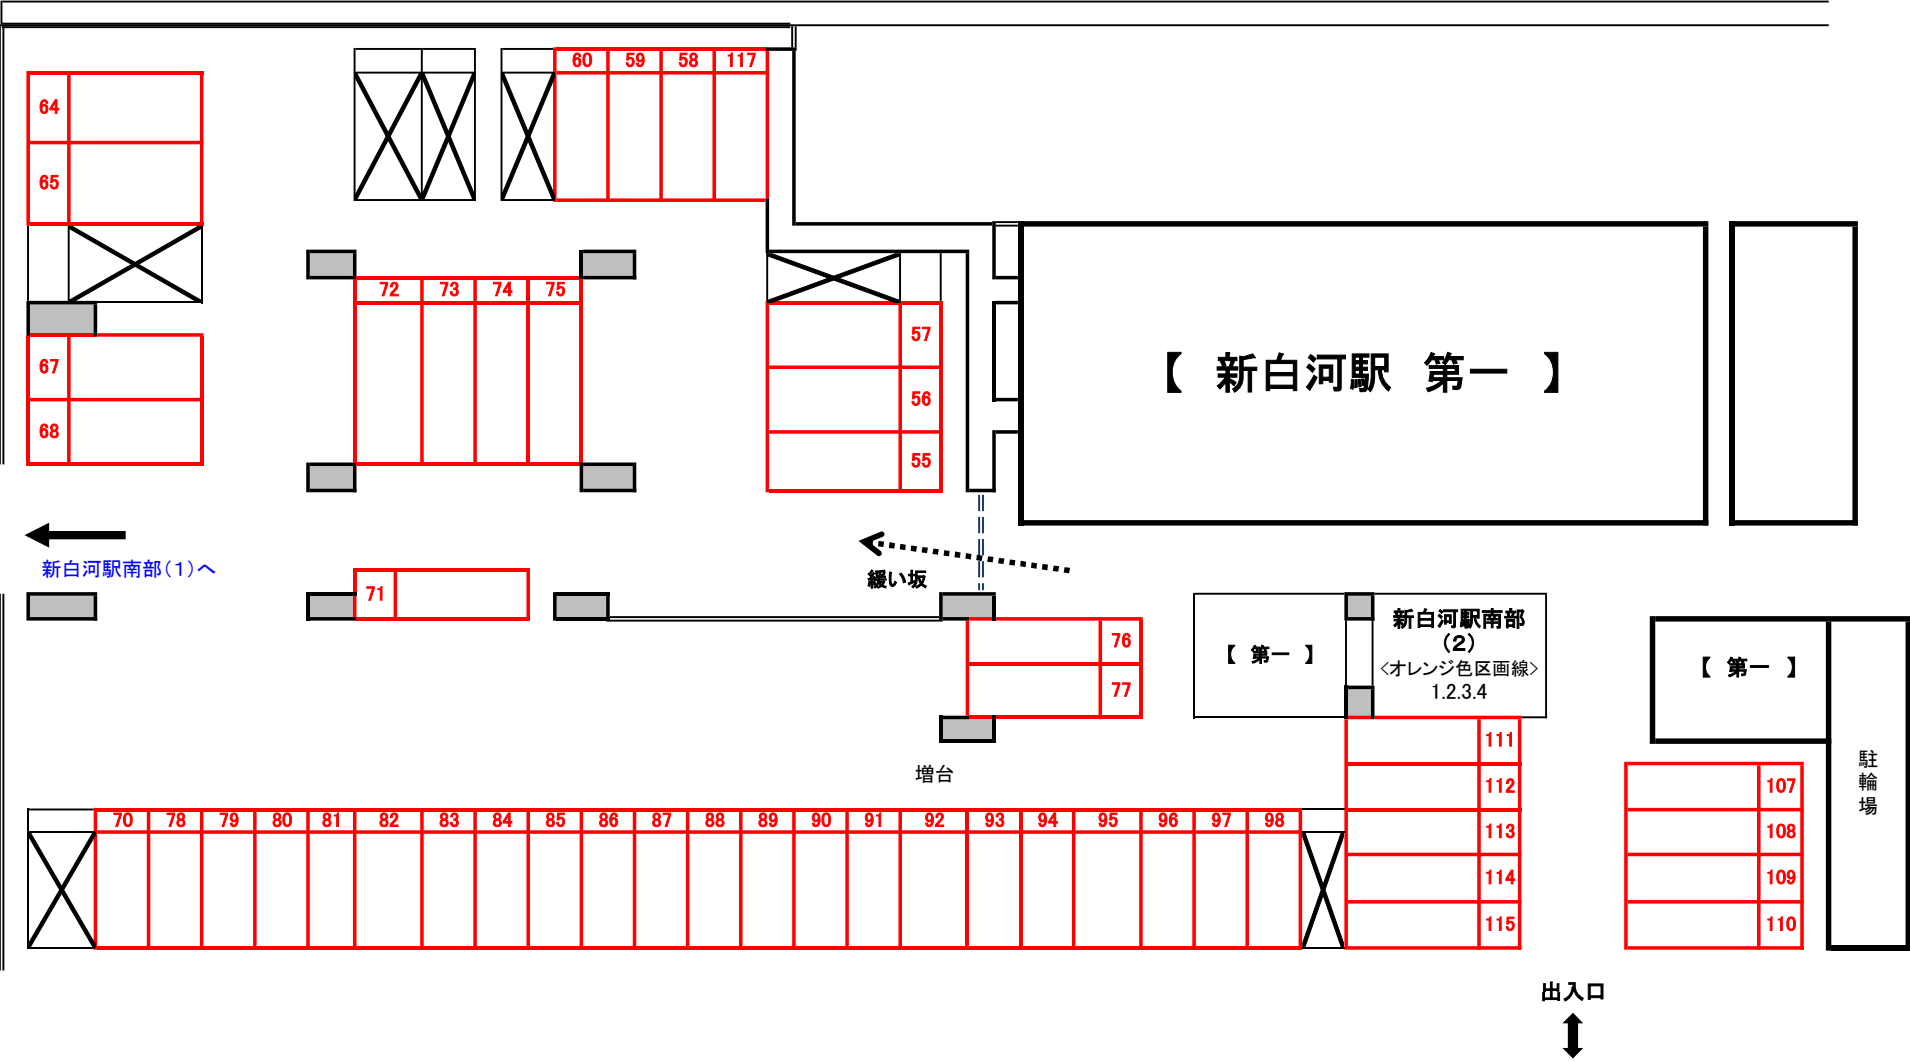 60 59 58 117
64
65
72 73 74 75
57
67
56
68
55
【 新白河駅 第一 】
新白河駅南部（1）へ
緩い坂
71
76
77
【 第一 】
新白河駅南部
（2）
<オレンジ色区画線>
1.2.3.4
【 第一 】
111
112
113
114
115
107
108
109
110
駐
輪
場
増台
70 78 79 80 81 82 83 84 85 86 87 88 89 90 91 92 93 94 95 96 97 98
出入口